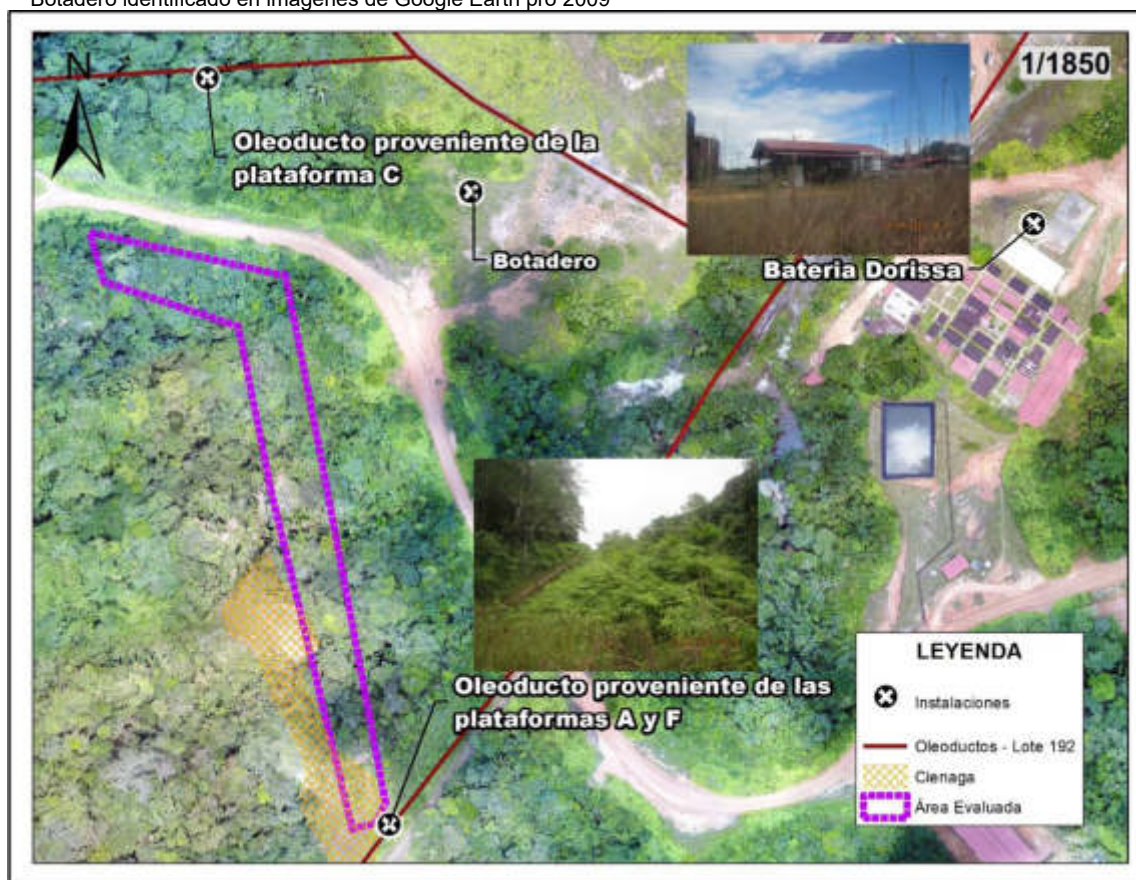 Botadero identificado en imágenes de Google Earth pro 2009
N
1/1850
Oleoducto proveniente de la
plataforma C
Botadero
Bateria Dorissa
Oleoducto proveniente de las
plataformas A y F
LEYENDA
Instalaciones
Oleoductos - Lote 192
Cienaga
Área Evaluada